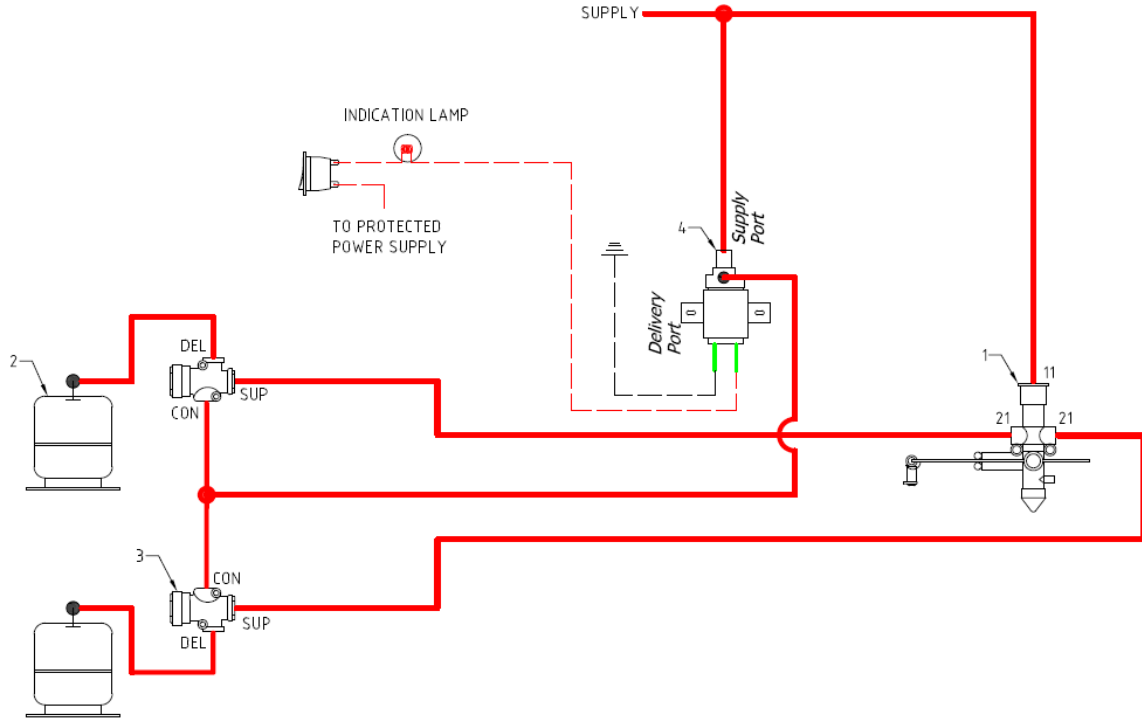 SUPPLY
INDICATION LAMP
TO PROTECTED
POWER SUPPLY
4
Supply
Port
Delivery
Port
1
11
21
21
2
DEL
SUP
CON
3
CON
SUP
DEL